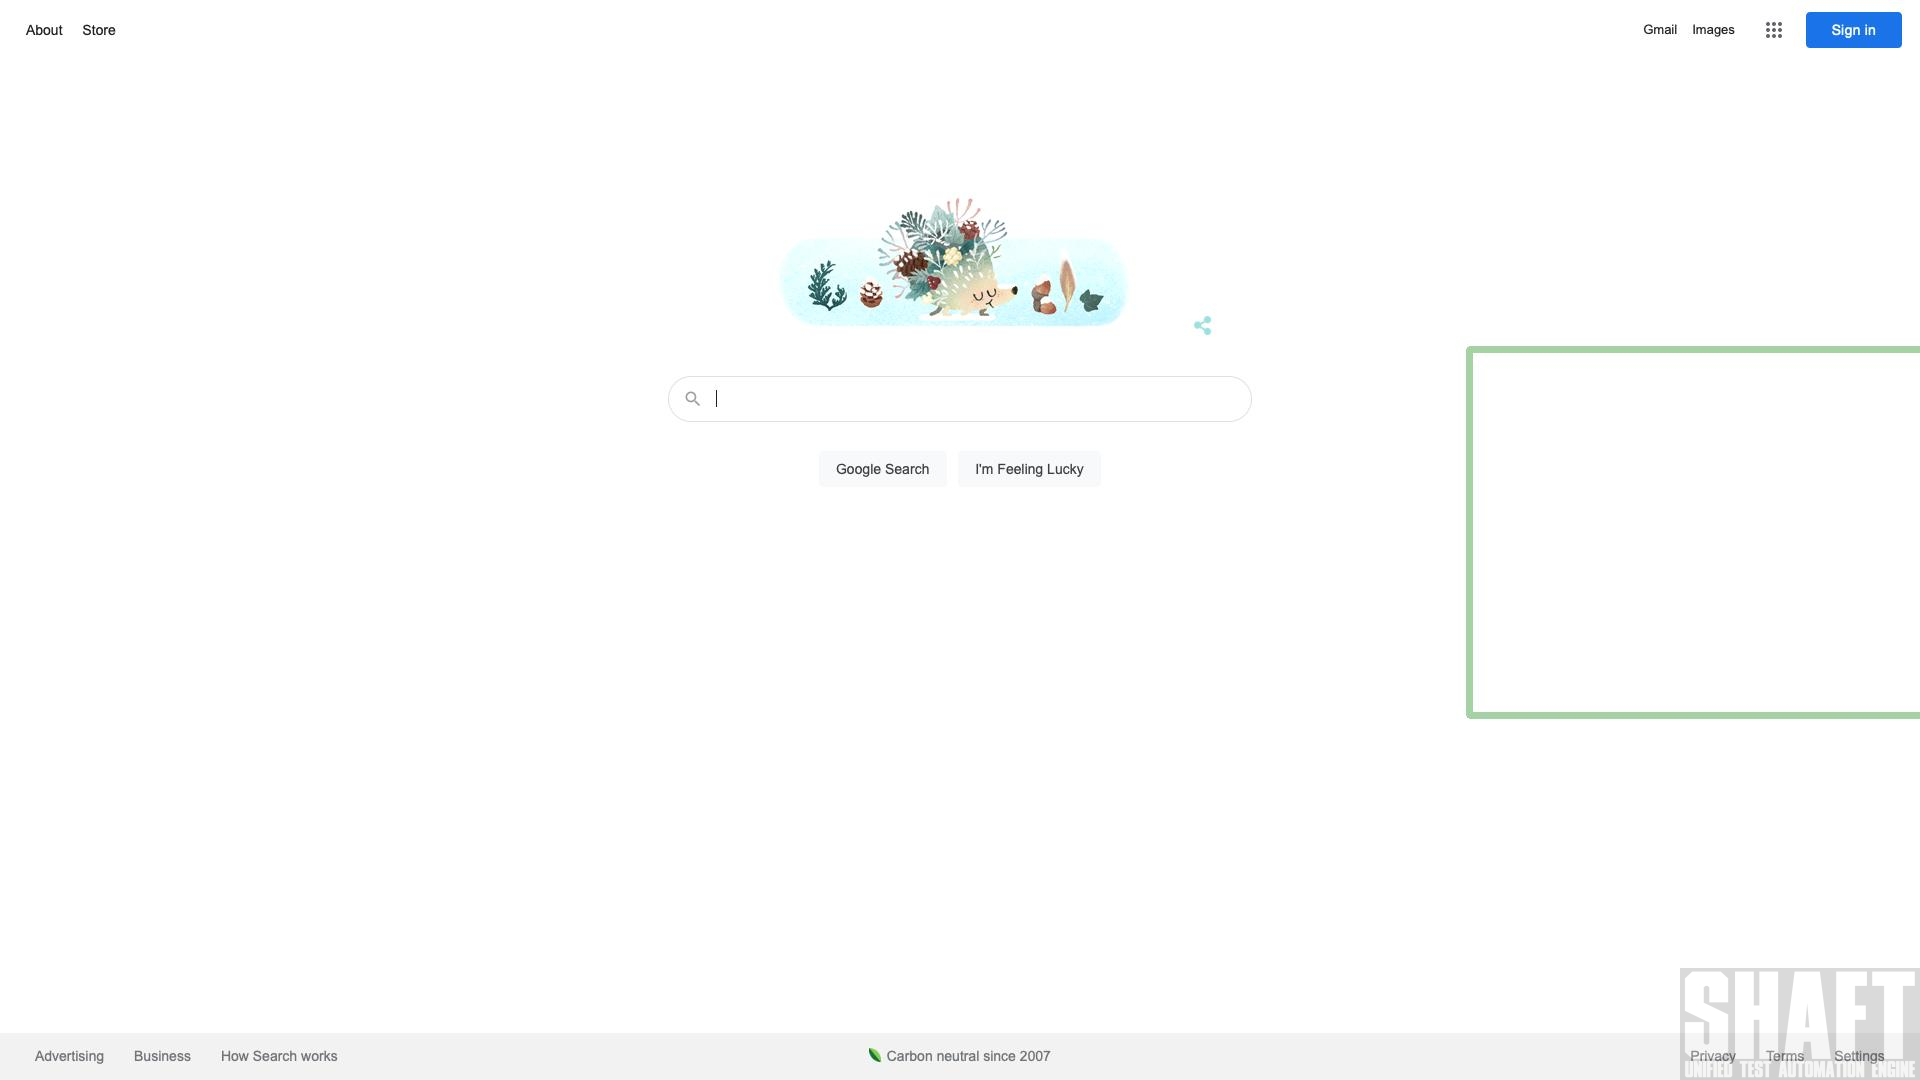 About Store Gmail Images Sign in
Google Search I'm Feeling Lucky
SHAFT
Advertising Business How Search works Carbon neutral since 2007 Privacy Terms Settings
UNIFIED TEST AUTOMATION ENGINE